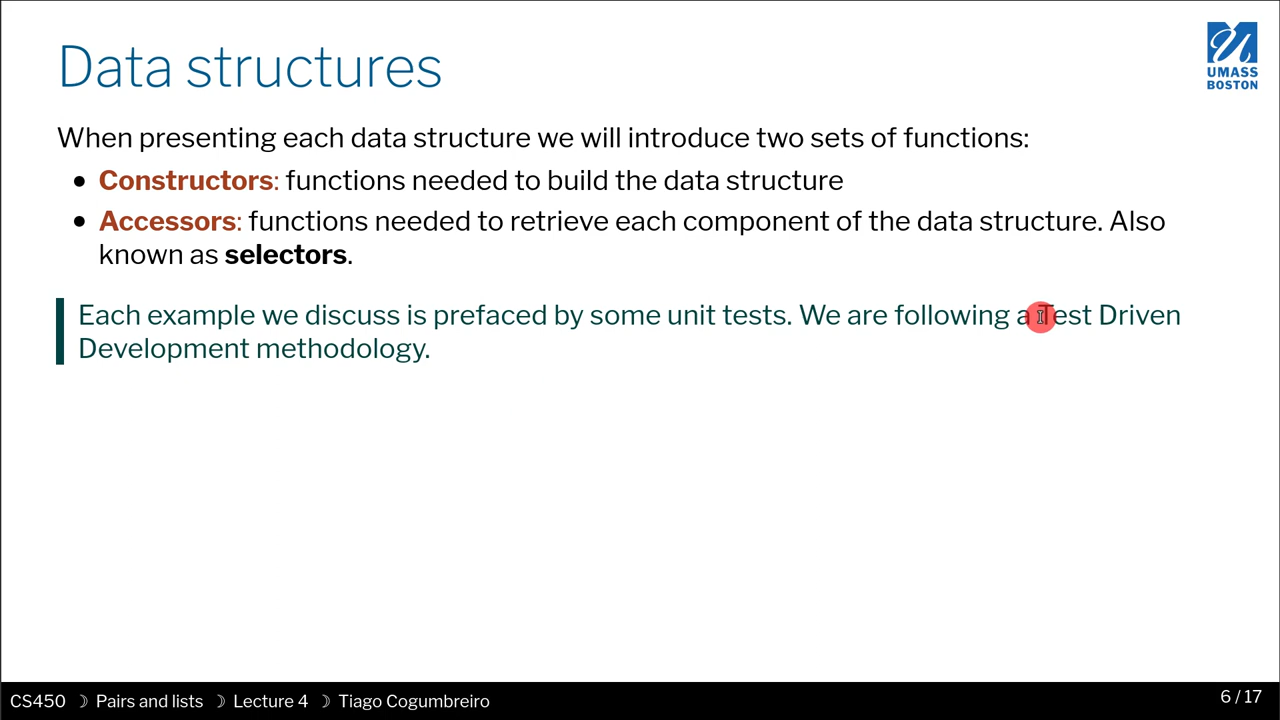 Data structures
UMASS
BOSTON
When presenting each data structure we will introduce two sets of functions:
• Constructors: functions needed to build the data structure
• Accessors: functions needed to retrieve each component of the data structure. Also
known as selectors.
Each example we discuss is prefaced by some unit tests. We are following a Test Driven
Development methodology.
CS450 ☽ Pairs and lists ☽ Lecture 4 ☽ Tiago Cogumbreiro
6 / 17